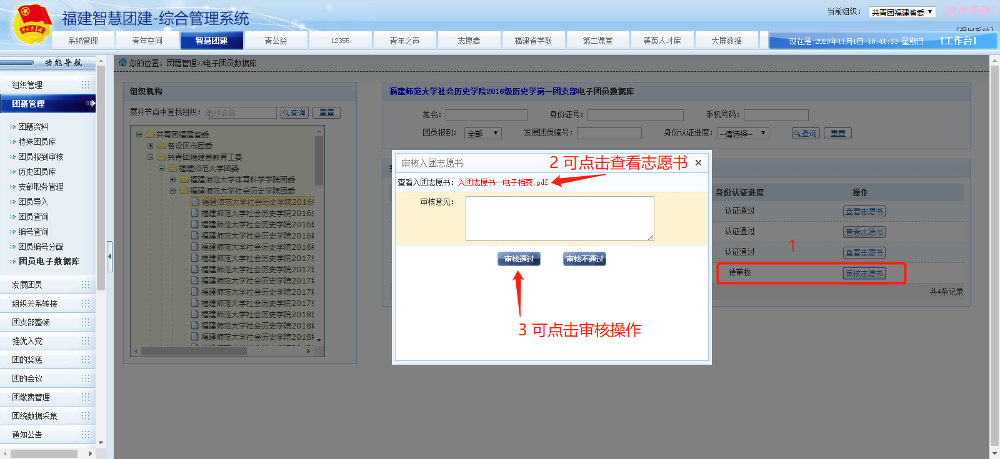 福建智慧团建-综合管理系统
当前组织： 共青团福建省委
[退出系统]
系统管理 青年空间 智慧团建 青公益 12355 青年之声 志愿者 福建省学联 第二课堂 菁英人才库 大屏数据
现在是:2020年11月1日 18:41:13 星期日 [工作台]
功能导航
组织管理
团籍管理
团籍资料
特殊团员库
团员报到审核
历史团员库
支部职务管理
团员导入
团员查询
编号查询
团员编号分配
团员电子数据库
发展团员
组织关系转接
团支部整顿
推优入党
团的奖惩
团的会议
团缴费管理
团统数据采集
通知公告
您的位置：团籍管理>>电子团员数据库
组织机构
展开节点中查找组织： 组织名称 查询 重置
共青团福建省委
各设区市团委
共青团福建省教育工委
福建师范大学团委
福建师范大学体育科学学院团委
福建师范大学社会历史学院团委
福建师范大学社会历史学院2016
福建师范大学社会历史学院2016
福建师范大学社会历史学院2016
福建师范大学社会历史学院2016
福建师范大学社会历史学院2016
福建师范大学社会历史学院2017
福建师范大学社会历史学院2017
福建师范大学社会历史学院2017
福建师范大学社会历史学院2017
福建师范大学社会历史学院2017
福建师范大学社会历史学院2018
福建师范大学社会历史学院2018
福建师范大学社会历史学院2018
福建师范大学社会历史学院2016级历史学第一团支部电子团员数据库
姓名： 身份证号： 手机号码：
团员报到： 全部 发展团员编号： 身份认证进度： --请选择-- 查询 重置
身份认证进度 操作
认证通过 查看志愿书
认证通过 查看志愿书
认证通过 查看志愿书
待审核 审核志愿书
共4条记录
1
审核入团志愿书
2 可点击查看志愿书
查看入团志愿书：入团志愿书—电子档案.pdf
审核意见：
审核通过 审核不通过
3 可点击审核操作